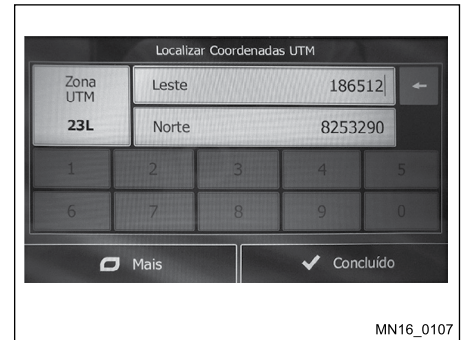 Localizar Coordenadas UTM
Zona UTM
23L
Leste 186512
Norte 8253290
1 2 3 4 5
6 7 8 9 0
Mais
Concluído
MN16_0107